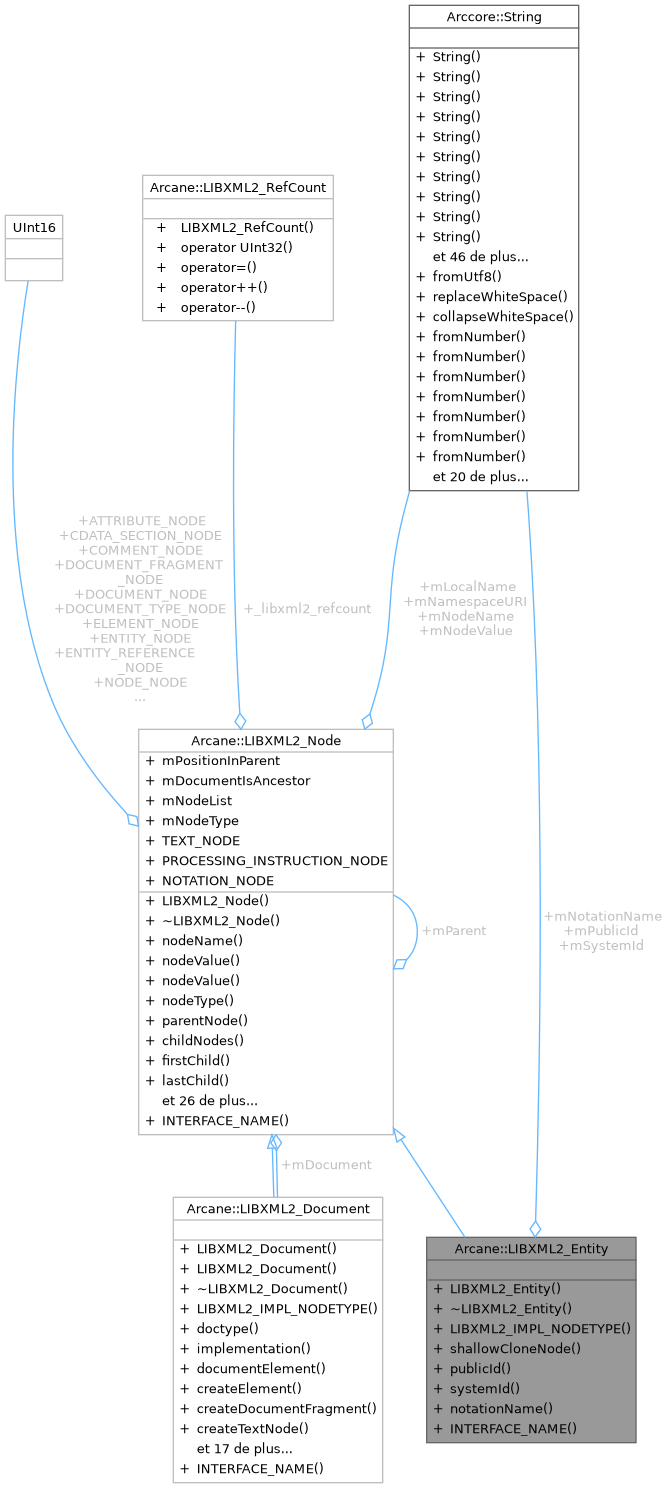 Arccore::String
+ String()
+ String()
+ String()
+ String()
+ String()
+ String()
+ String()
+ String()
+ String()
+ String()
et 46 de plus...
+ fromUtf8()
+ replaceWhiteSpace()
+ collapseWhiteSpace()
+ fromNumber()
+ fromNumber()
+ fromNumber()
+ fromNumber()
+ fromNumber()
+ fromNumber()
+ fromNumber()
et 20 de plus...
Arcane::LIBXML2_RefCount
+ LIBXML2_RefCount()
+ operator UInt32()
+ operator=()
+ operator++()
+ operator--()
UInt16
+ATTRIBUTE_NODE
+CDATA_SECTION_NODE
+COMMENT_NODE
+DOCUMENT_FRAGMENT
_NODE
+DOCUMENT_NODE
+DOCUMENT_TYPE_NODE
+ELEMENT_NODE
+ENTITY_NODE
+ENTITY_REFERENCE
_NODE
+NODE_NODE
...
+_libxml2_refcount
+mLocalName
+mNamespaceURI
+mNodeName
+mNodeValue
Arcane::LIBXML2_Node
+ mPositionInParent
+ mDocumentIsAncestor
+ mNodeList
+ mNodeType
+ TEXT_NODE
+ PROCESSING_INSTRUCTION_NODE
+ NOTATION_NODE
+ LIBXML2_Node()
+ ~LIBXML2_Node()
+ nodeName()
+ nodeValue()
+ nodeValue()
+ nodeType()
+ parentNode()
+ childNodes()
+ firstChild()
+ lastChild()
et 26 de plus...
+ INTERFACE_NAME()
+mParent
+mNotationName
+mPublicId
+mSystemId
+mDocument
Arcane::LIBXML2_Document
+ LIBXML2_Document()
+ LIBXML2_Document()
+ ~LIBXML2_Document()
+ LIBXML2_IMPL_NODETYPE()
+ doctype()
+ implementation()
+ documentElement()
+ createElement()
+ createDocumentFragment()
+ createTextNode()
et 17 de plus...
+ INTERFACE_NAME()
Arcane::LIBXML2_Entity
+ LIBXML2_Entity()
+ ~LIBXML2_Entity()
+ LIBXML2_IMPL_NODETYPE()
+ shallowCloneNode()
+ publicId()
+ systemId()
+ notationName()
+ INTERFACE_NAME()